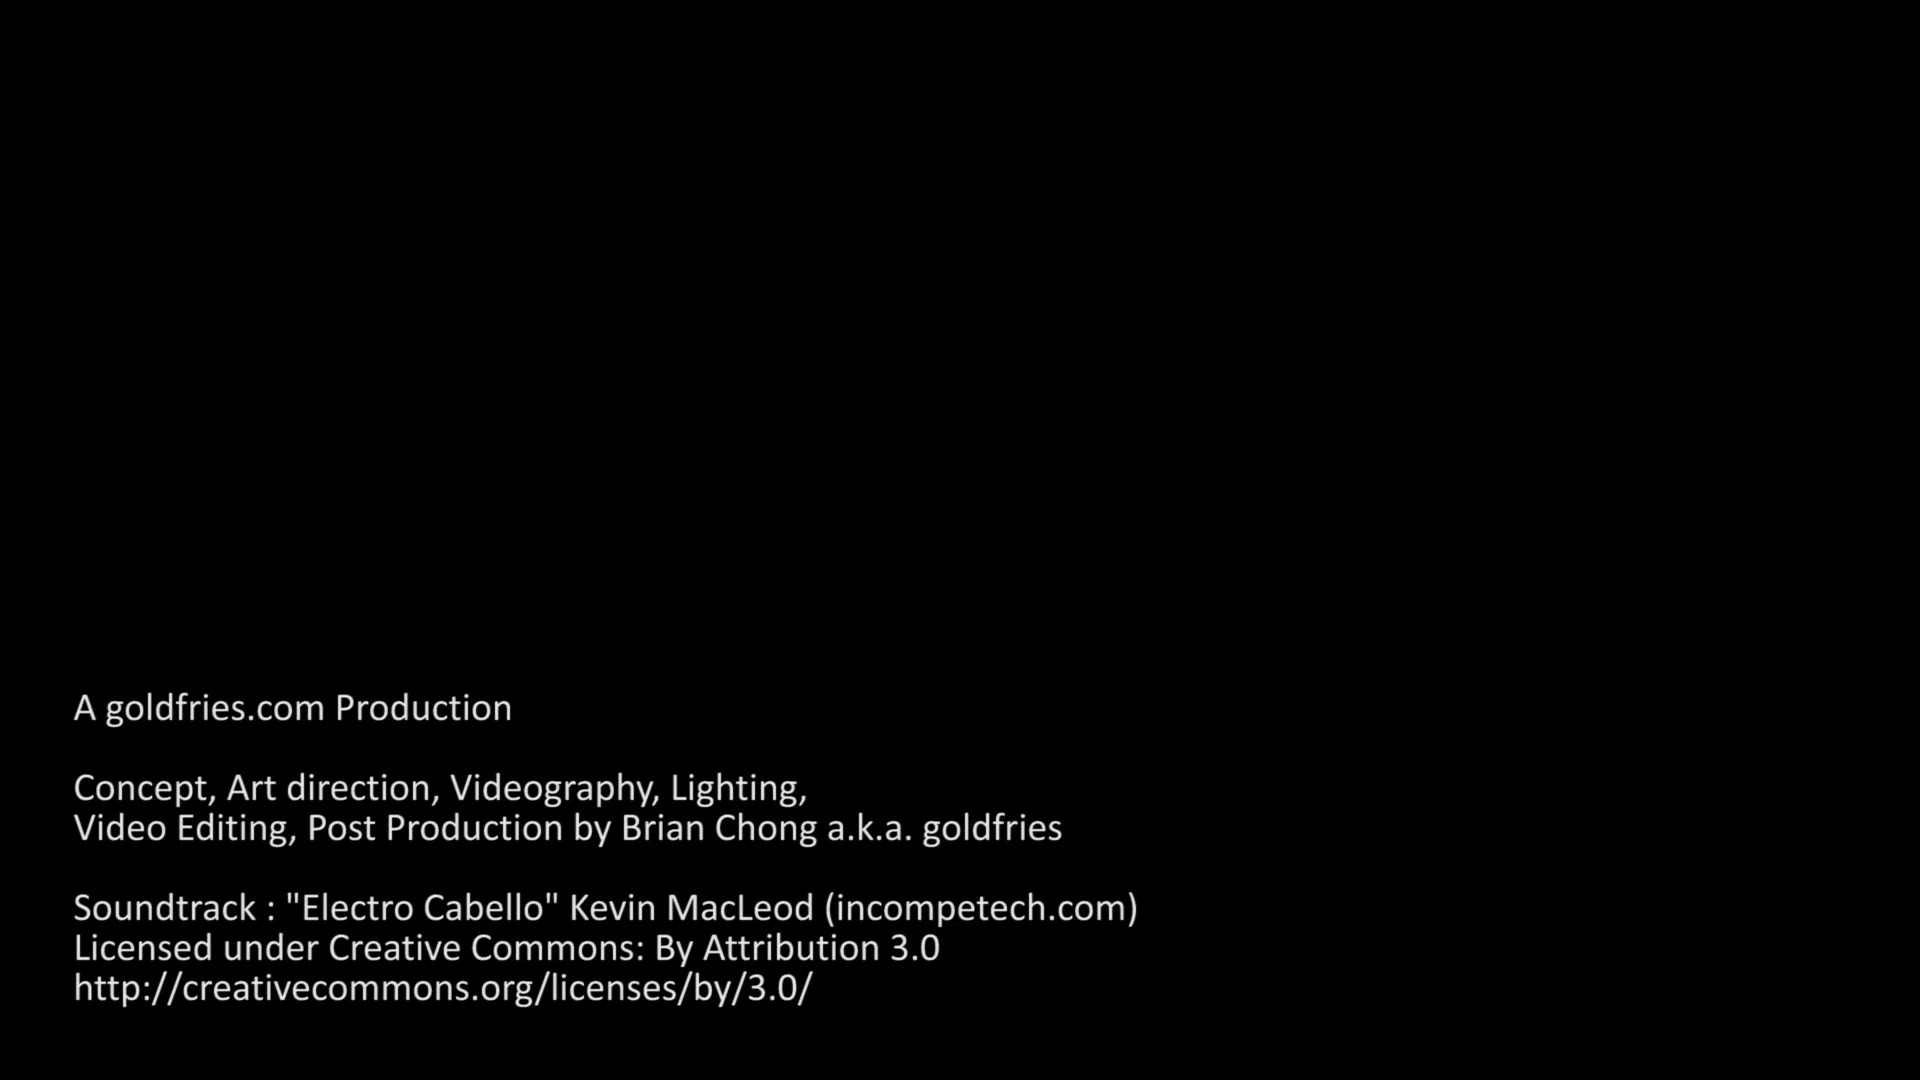 A goldfries.com Production
Concept, Art direction, Videography, Lighting,
Video Editing, Post Production by Brian Chong a.k.a. goldfries
Soundtrack : "Electro Cabello" Kevin MacLeod (incompetech.com)
Licensed under Creative Commons: By Attribution 3.0
http://creativecommons.org/licenses/by/3.0/